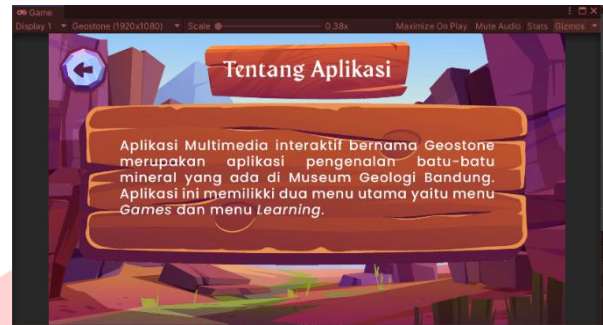 Game
Display 1 Geostone (1920x1080) Scale 0.38x Maximize On Play Mute Audio Stats Gizmos
Tentang Aplikasi
Aplikasi Multimedia interaktif bernama Geostone
merupakan aplikasi pengenalan batu-batu
mineral yang ada di Museum Geologi Bandung.
Aplikasi ini memilikki dua menu utama yaitu menu
Games dan menu Learning.